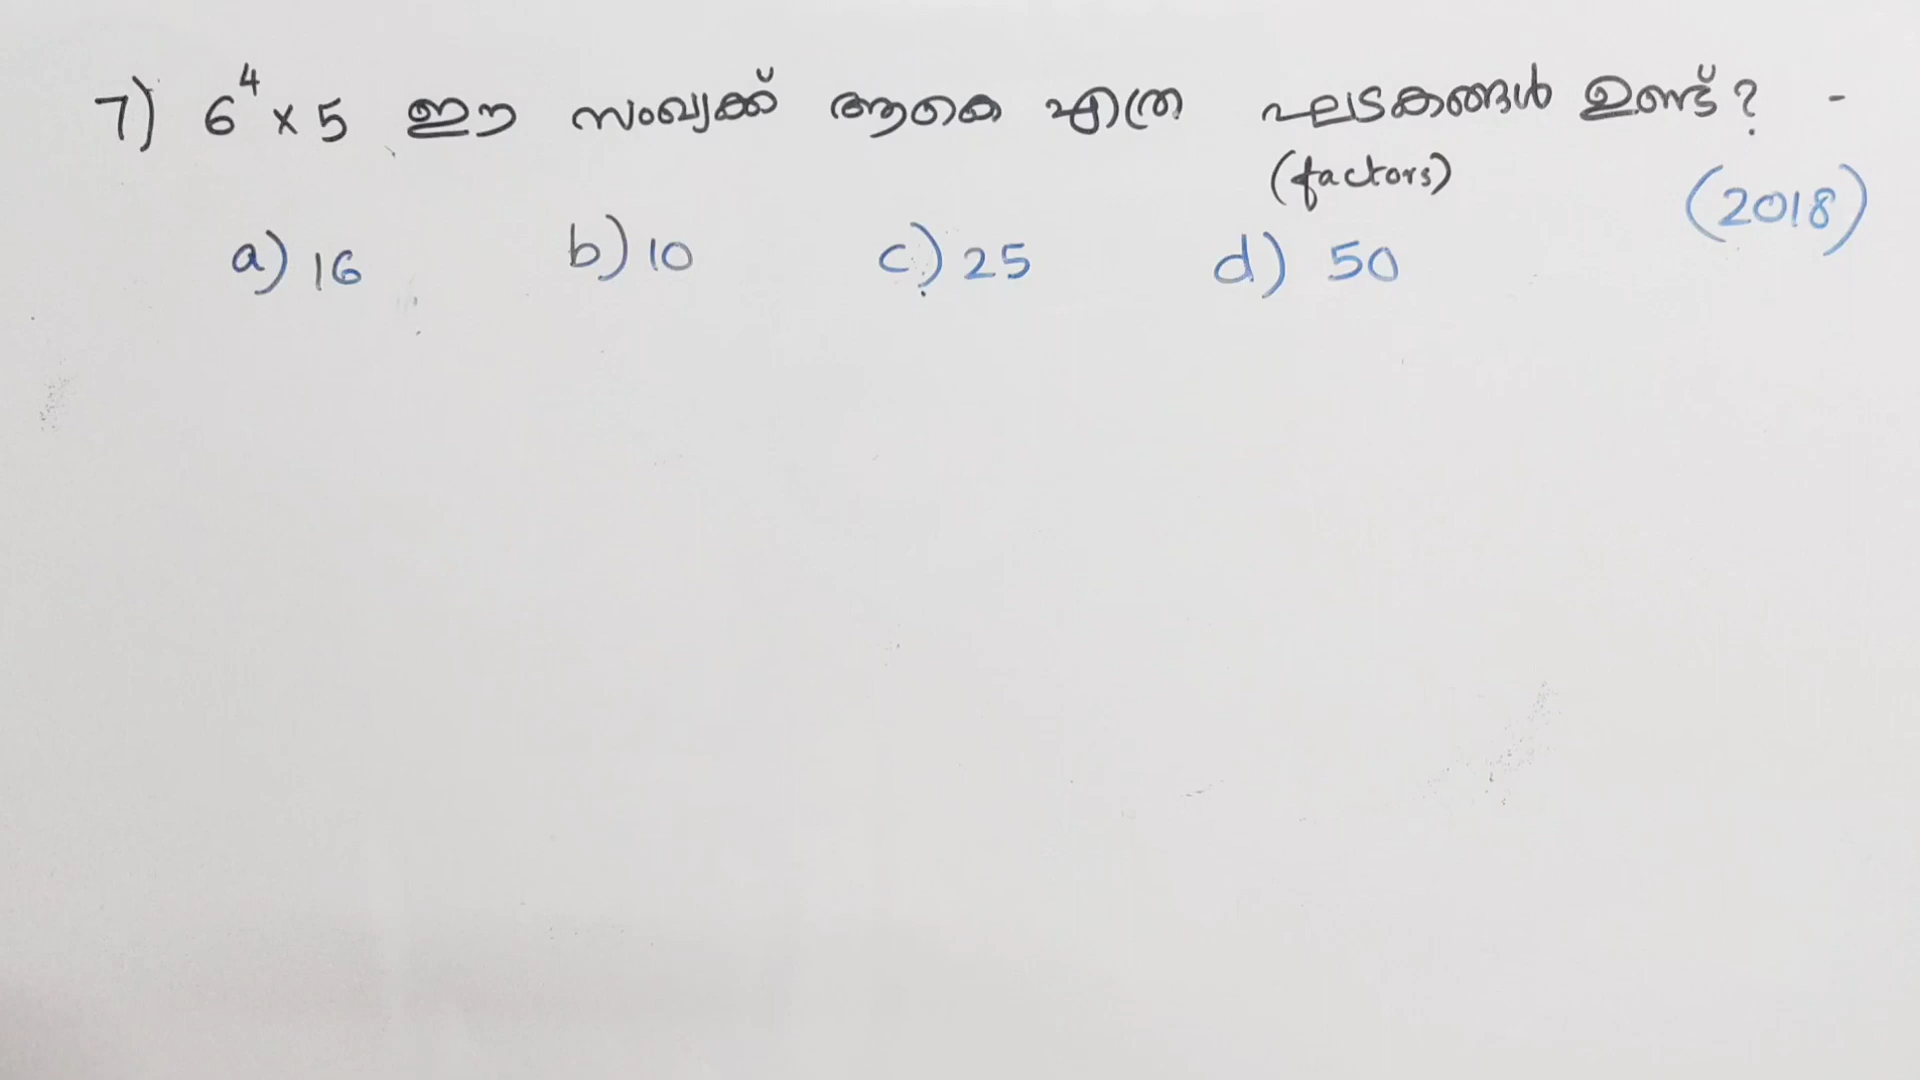 7) 6⁴ x 5 ഈ സംഖ്യക്ക് ആകെ എത്ര ഘടകങ്ങൾ ഉണ്ട് ? -
(factors)
(2018)
a) 16 b) 10 c) 25 d) 50